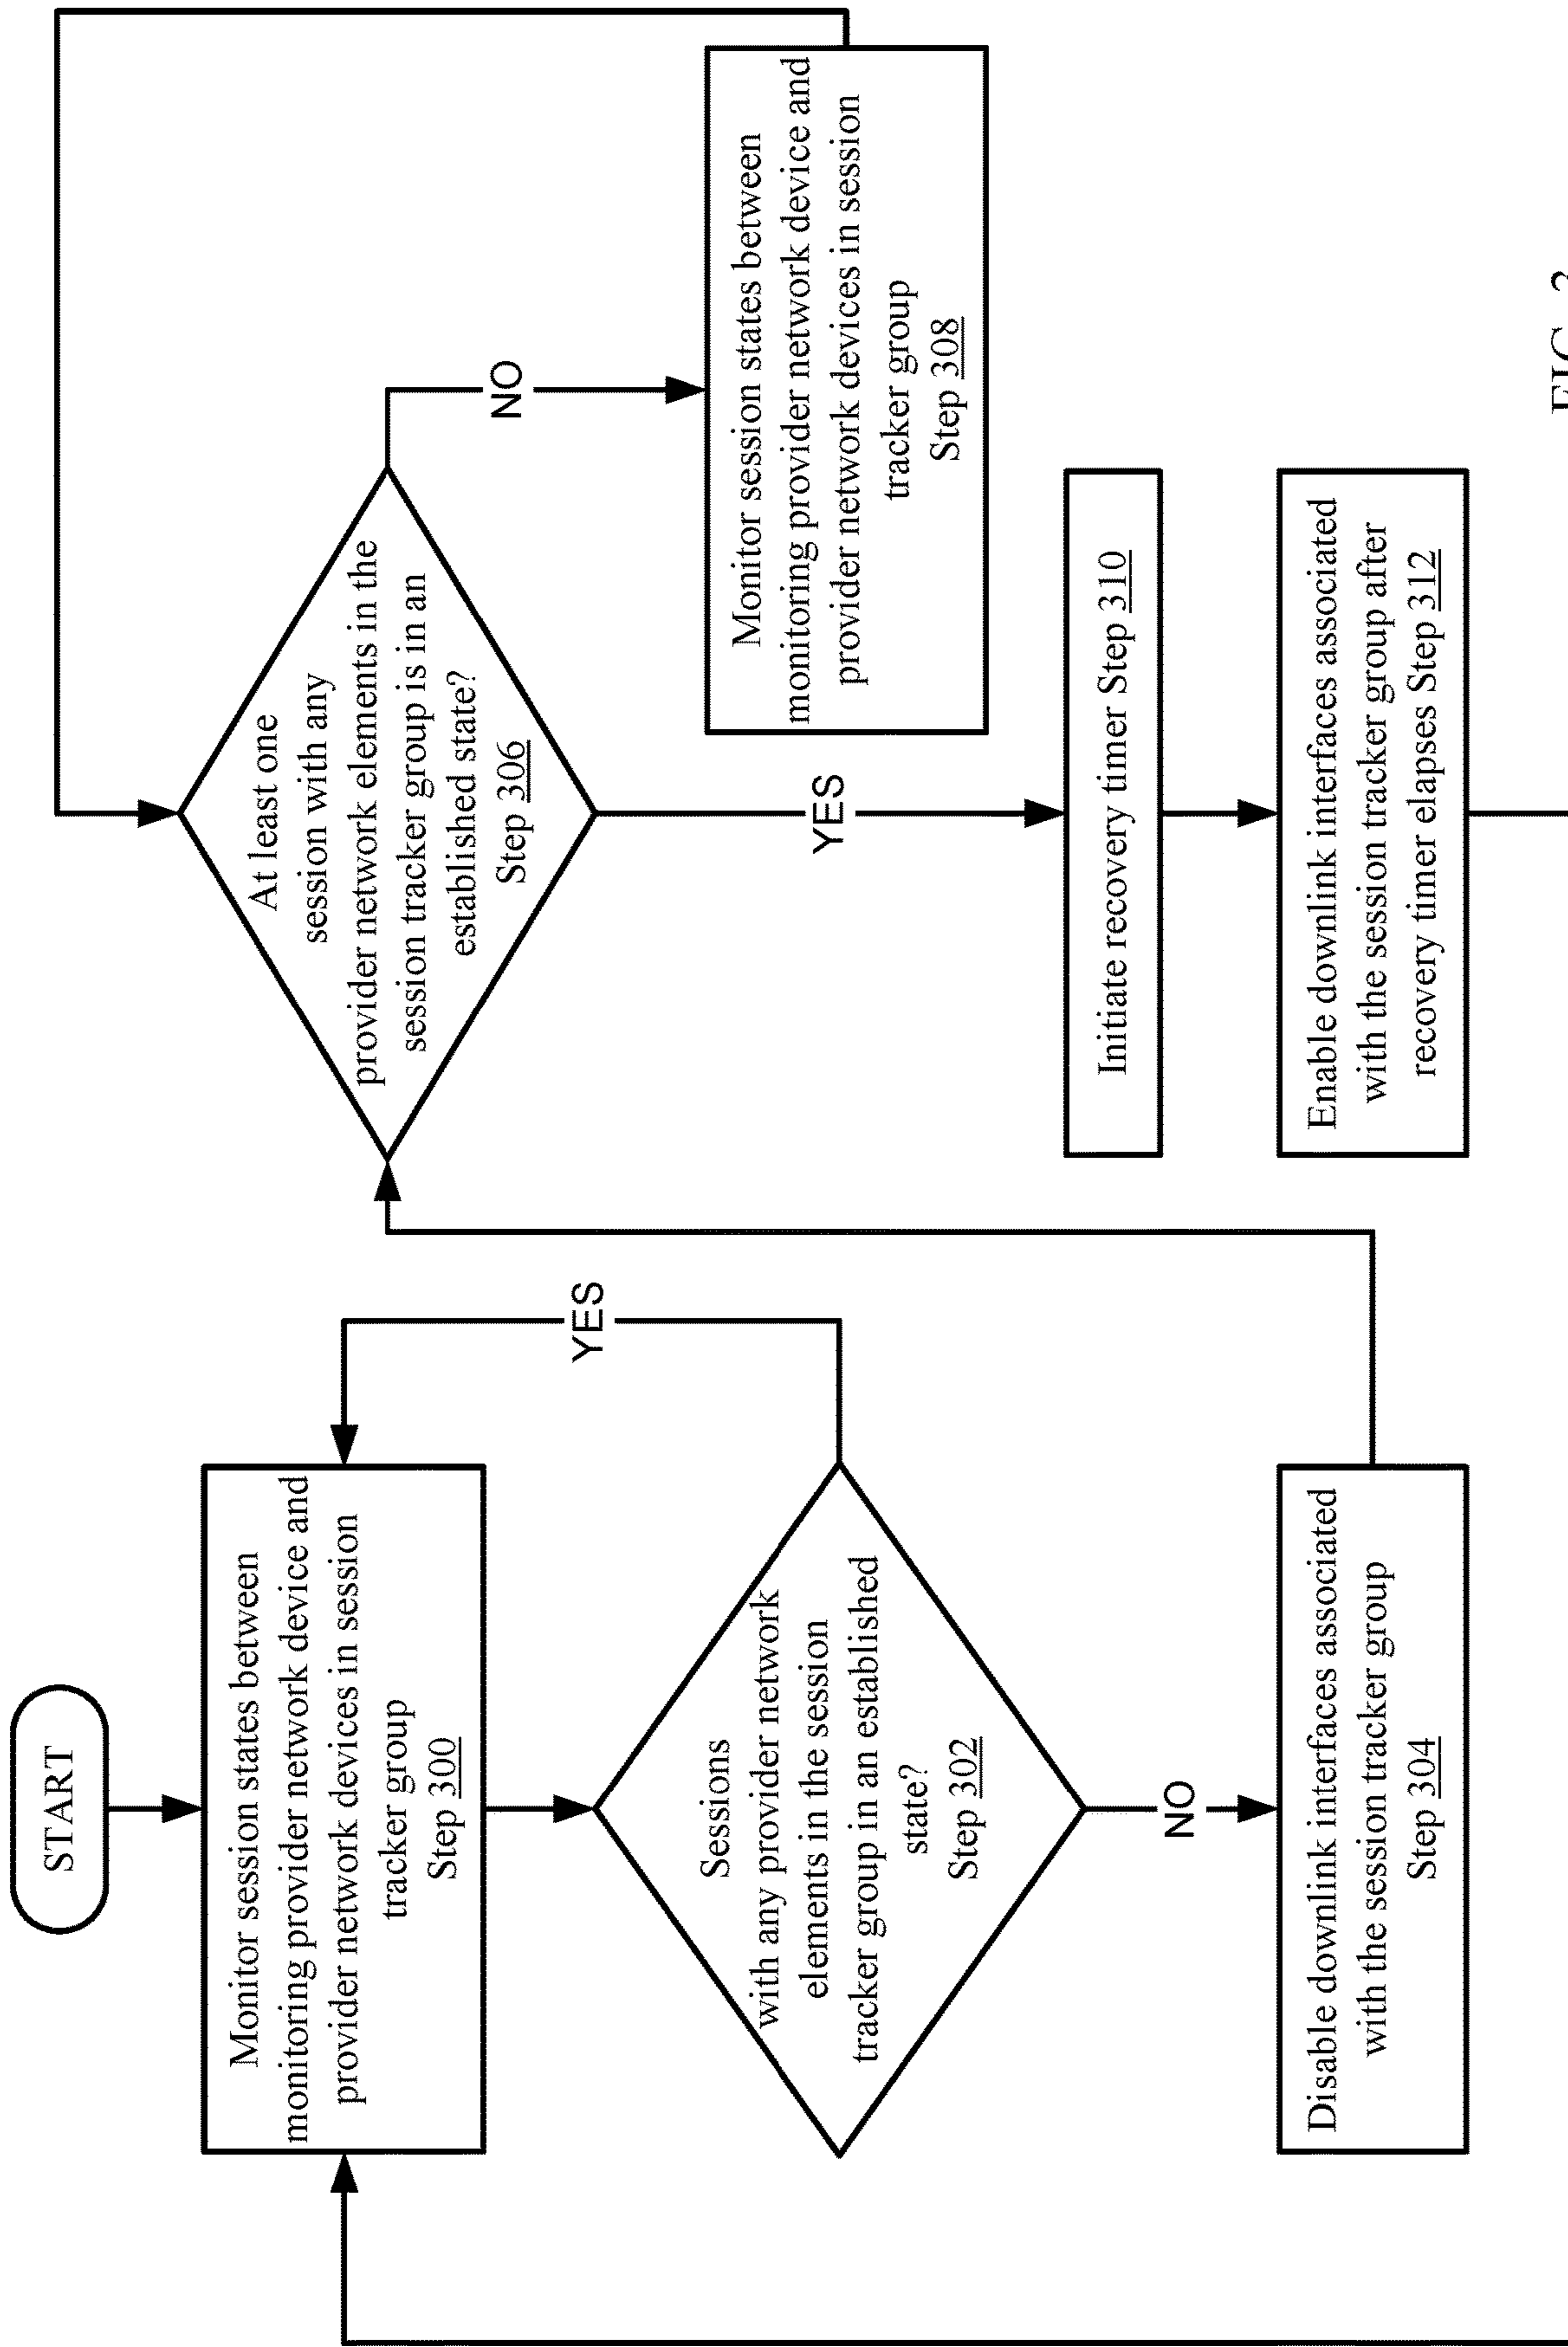 START
Monitor session states between
monitoring provider network device and
provider network devices in session
tracker group
Step 300
YES
Sessions
with any provider network
elements in the session
tracker group in an established
state?
Step 302
NO
Disable downlink interfaces associated
with the session tracker group
Step 304
At least one
session with any
provider network elements in the
session tracker group is in an
established state?
Step 306
NO
Monitor session states between
monitoring provider network device and
provider network devices in session
tracker group
Step 308
YES
Initiate recovery timer Step 310
Enable downlink interfaces associated
with the session tracker group after
recovery timer elapses Step 312
FIG.